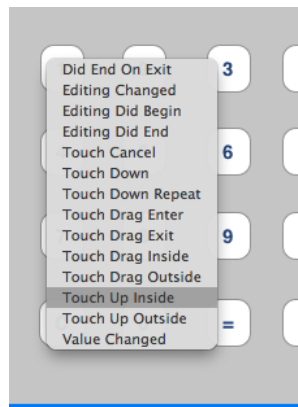 Did End On Exit
3
Editing Changed
Editing Did Begin
Editing Did End
Touch Cancel
6
Touch Down
Touch Down Repeat
Touch Drag Enter
Touch Drag Exit
9
Touch Drag Inside
Touch Drag Outside
Touch Up Inside
Touch Up Outside
=
Value Changed